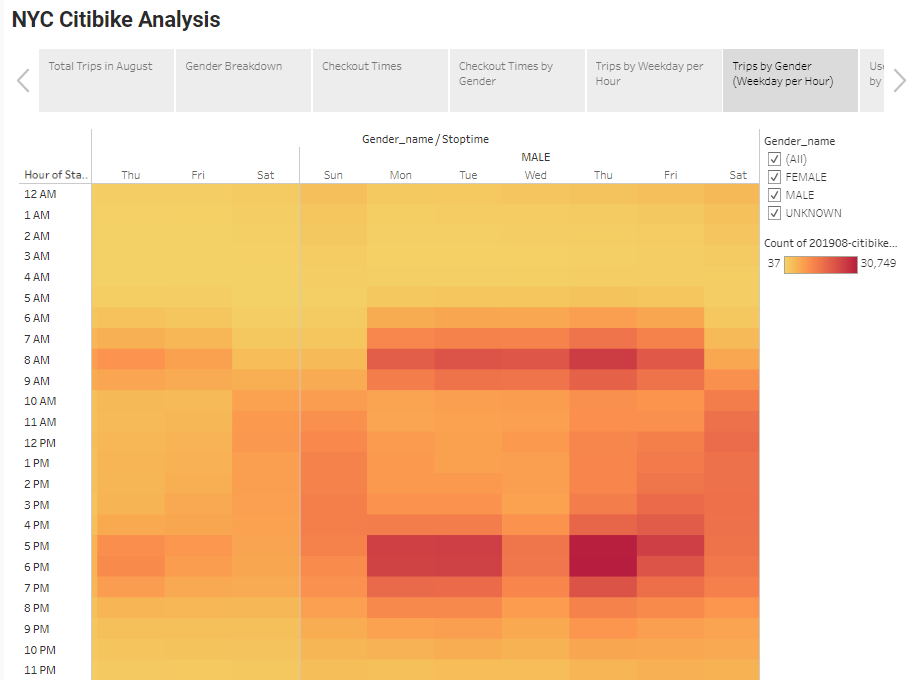 NYC Citibike Analysis
Total Trips in August
Gender Breakdown
Checkout Times
Checkout Times by
Gender
Trips by Weekday per
Hour
Trips by Gender
(Weekday per Hour)
Us
by
Gender_name / Stoptime
MALE
Hour of Sta.. Thu Fri Sat Sun Mon Tue Wed Thu Fri Sat
12 AM
1 AM
2 AM
3 AM
4 AM
5 AM
6 AM
7 AM
8 AM
9 AM
10 AM
11 AM
12 PM
1 PM
2 PM
3 PM
4 PM
5 PM
6 PM
7 PM
8 PM
9 PM
10 PM
11 PM
Gender_name
(All)
FEMALE
MALE
UNKNOWN
Count of 201908-citibike...
37 30,749